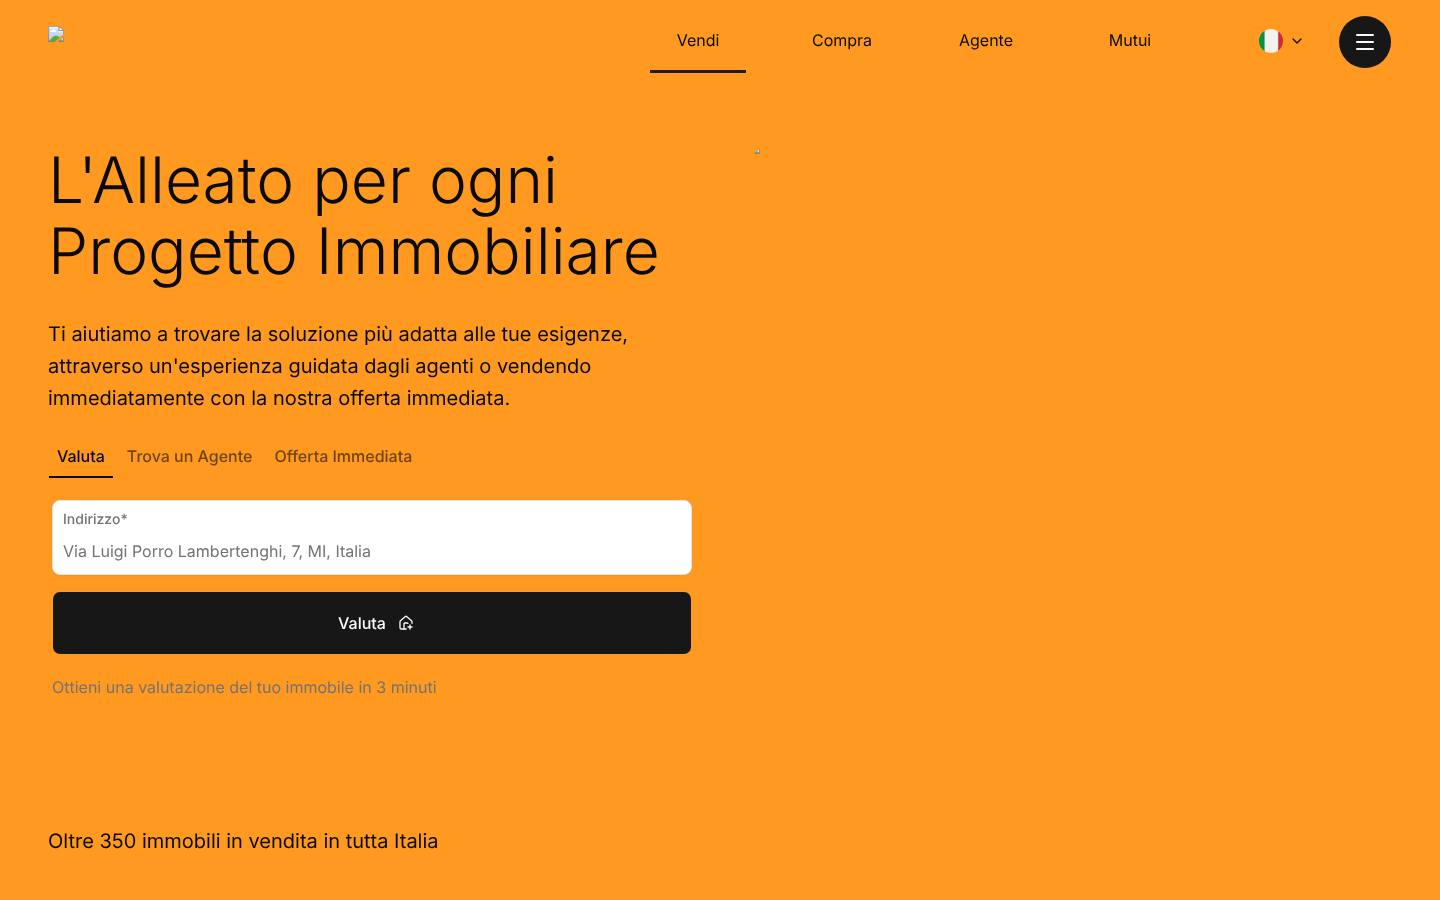 Vendi
Compra
Agente
Mutui
L'Alleato per ogni
Progetto Immobiliare
Ti aiutiamo a trovare la soluzione più adatta alle tue esigenze,
attraverso un'esperienza guidata dagli agenti o vendendo
immediatamente con la nostra offerta immediata.
Valuta
Trova un Agente
Offerta Immediata
Indirizzo*
Via Luigi Porro Lambertenghi, 7, MI, Italia
Valuta
Ottieni una valutazione del tuo immobile in 3 minuti
Oltre 350 immobili in vendita in tutta Italia